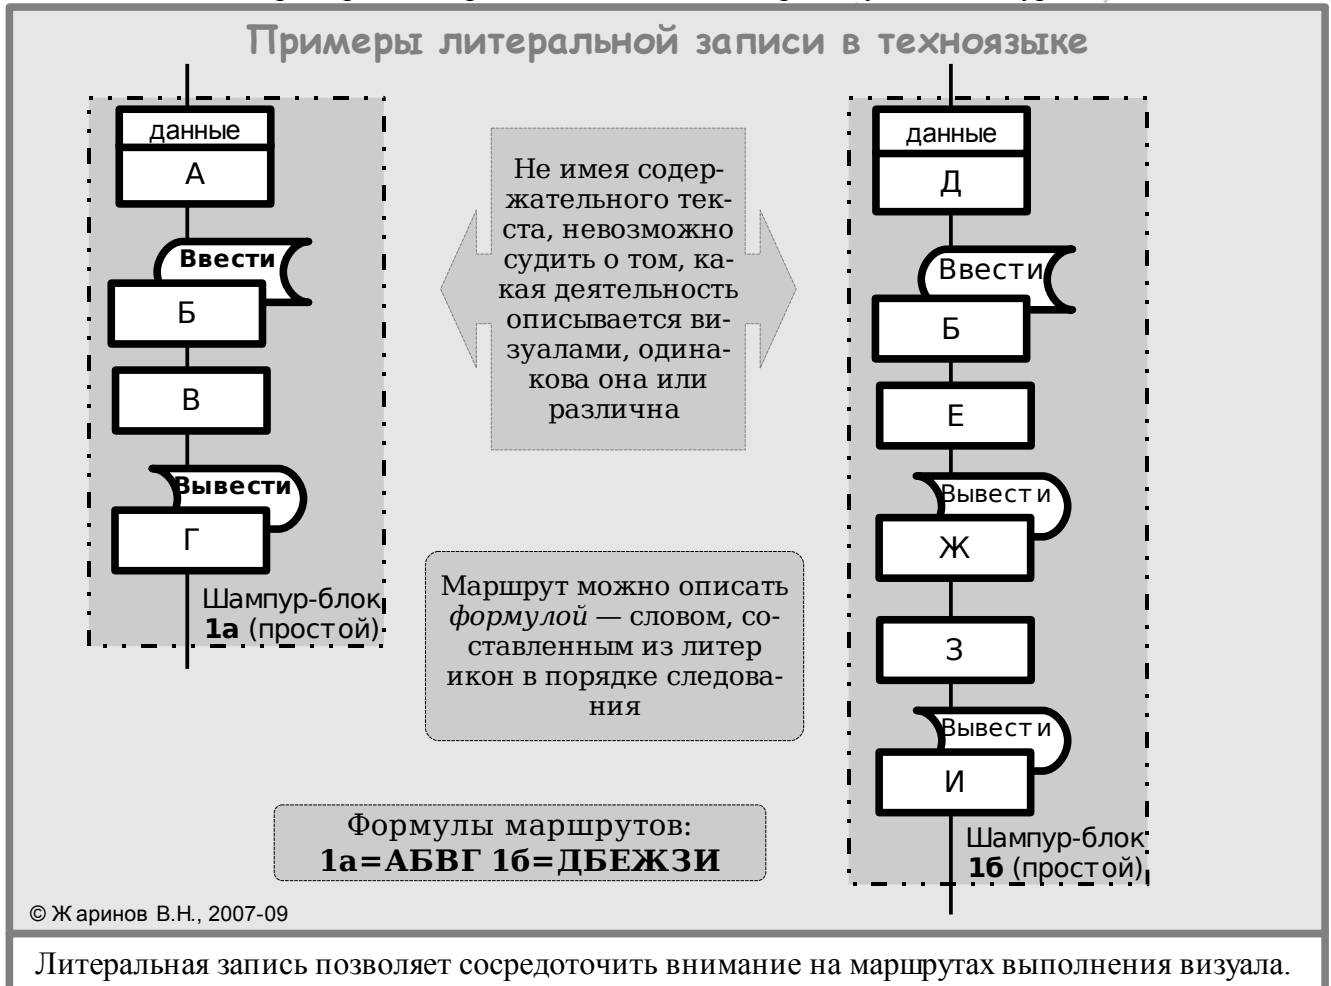 Примеры литеральной записи в техноязыке
данные
А
Ввести
Б
В
Вывести
Г
Шампур-блок
1а (простой)
Не имея содер-
жательного тек-
ста, невозможно
судить о том, ка-
кая деятельность
описывается ви-
зуалами, одина-
кова она или
различна
Маршрут можно описать
формулой — словом, со-
ставленным из литер
икон в порядке следова-
ния
Формулы маршрутов:
1а=АБВГ 1б=ДБЕЖЗИ
данные
Д
Ввести
Б
Е
Вывести
Ж
З
Вывести
И
Шампур-блок
1б (простой)
© Жаринов В.Н., 2007-09
Литеральная запись позволяет сосредоточить внимание на маршрутах выполнения визуала.